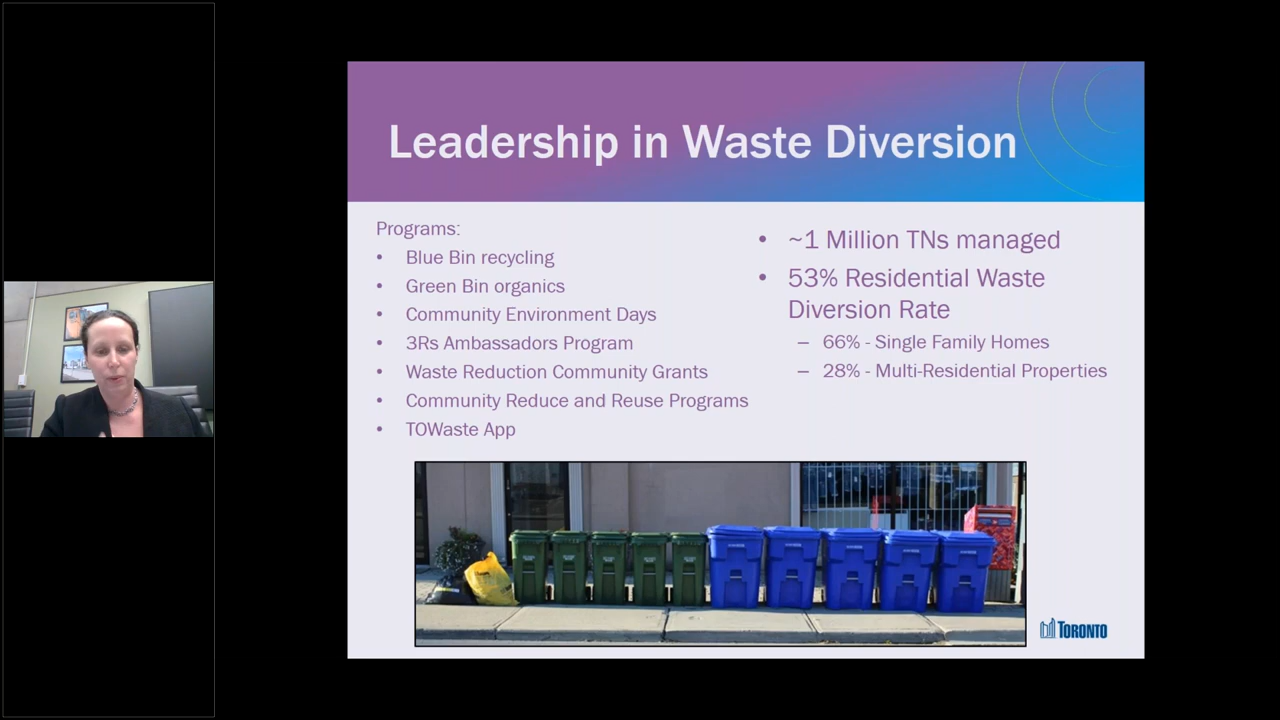 Leadership in Waste Diversion
Programs:
• Blue Bin recycling
• Green Bin organics
• Community Environment Days
• 3Rs Ambassadors Program
• Waste Reduction Community Grants
• Community Reduce and Reuse Programs
• TOWaste App
• ~1 Million TNs managed
• 53% Residential Waste
Diversion Rate
– 66% - Single Family Homes
– 28% - Multi-Residential Properties
TORONTO